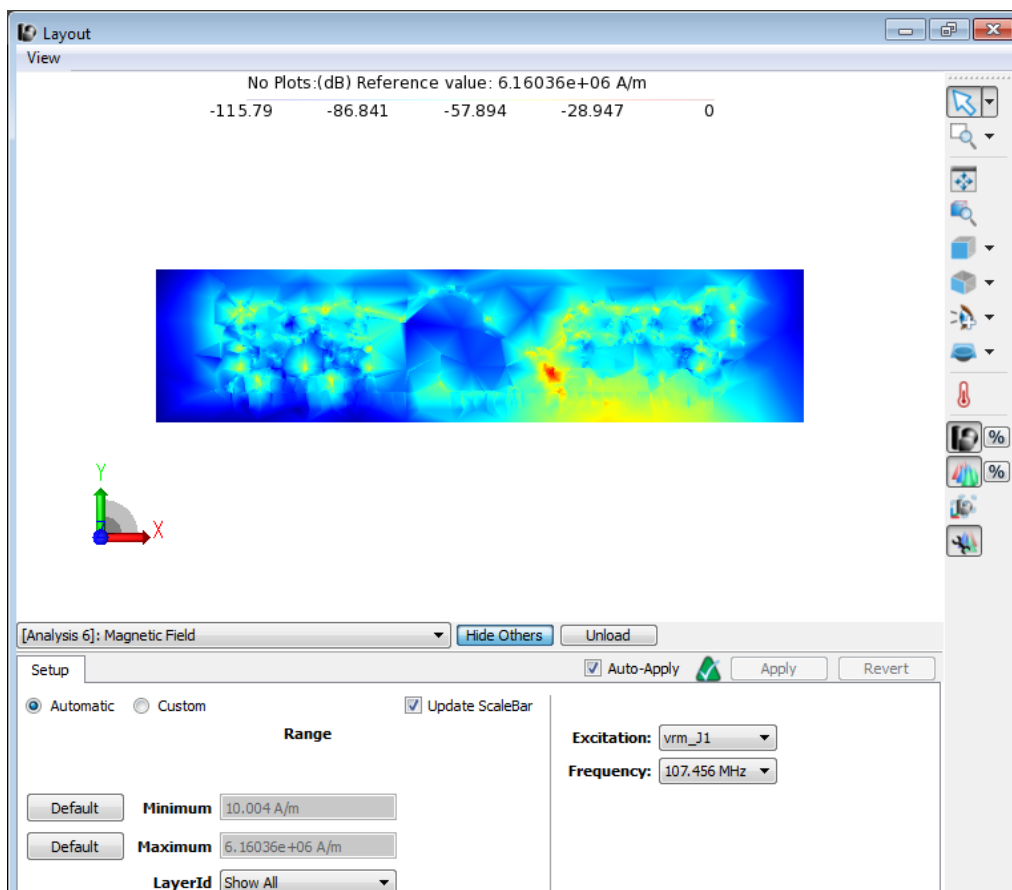 Layout
View
No Plots:(dB) Reference value: 6.16036e+06 A/m
-115.79 -86.841 -57.894 -28.947 0
Y
X
% 
%
[Analysis 6]: Magnetic Field Hide Others Unload
Setup Auto-Apply Apply Revert
Automatic Custom Update ScaleBar
Range
Excitation: vrm_J1
Frequency: 107.456 MHz
Default Minimum 10.004 A/m
Default Maximum 6.16036e+06 A/m
LayerId Show All